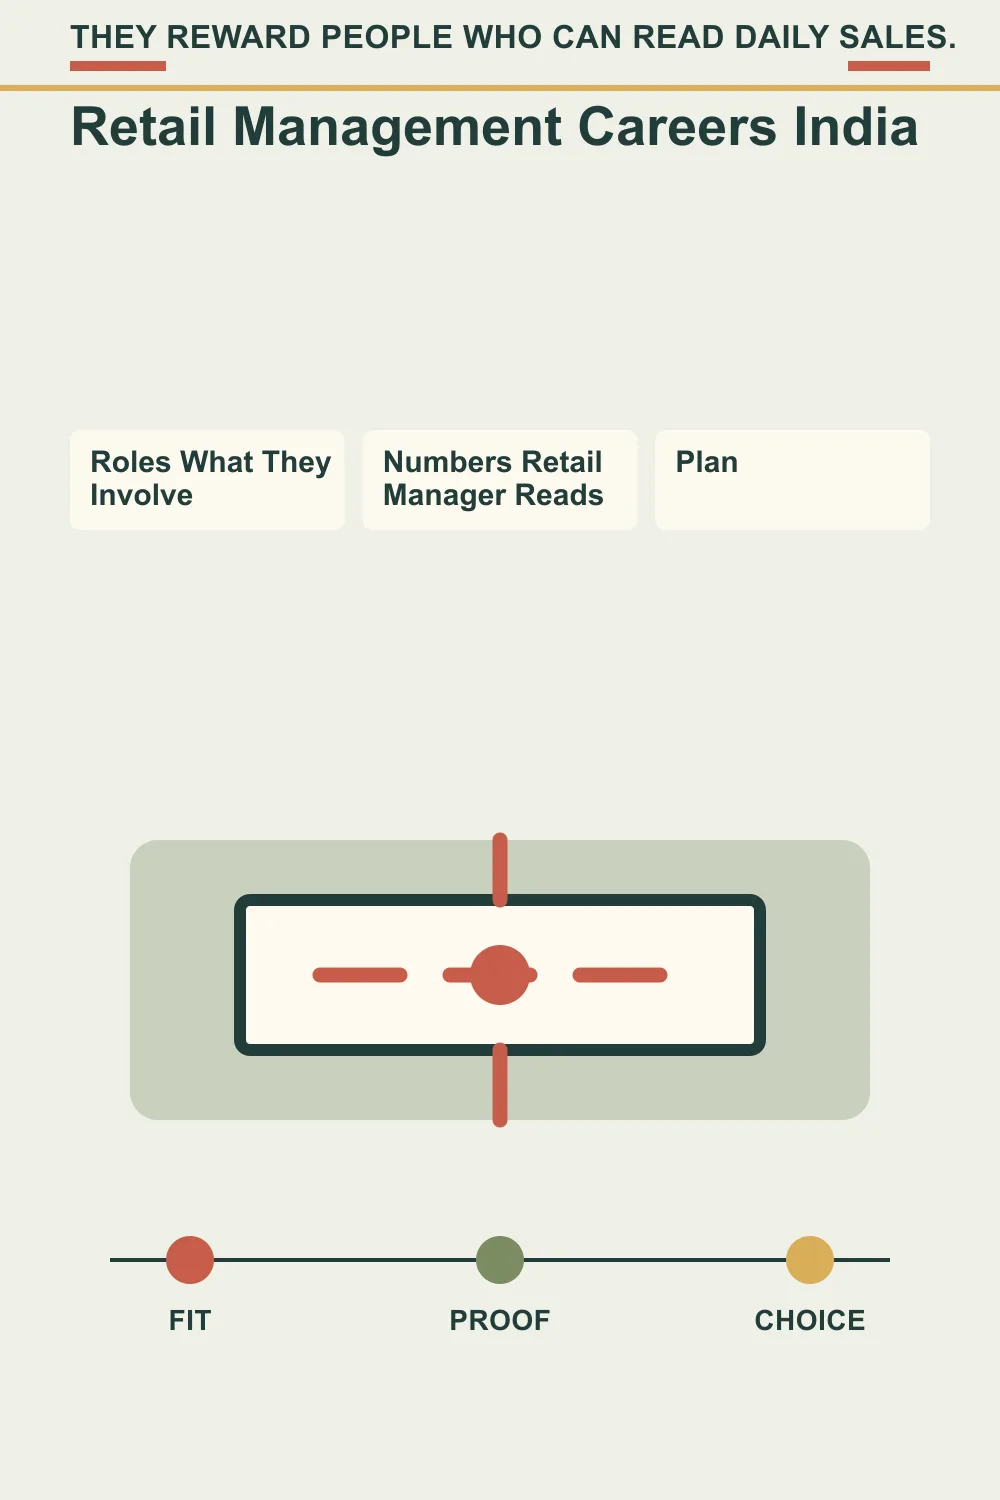 THEY REWARD PEOPLE WHO CAN READ DAILY SALES.
Retail Management Careers India
Roles What They
Involve
Numbers Retail
Manager Reads
Plan
FIT
PROOF
CHOICE